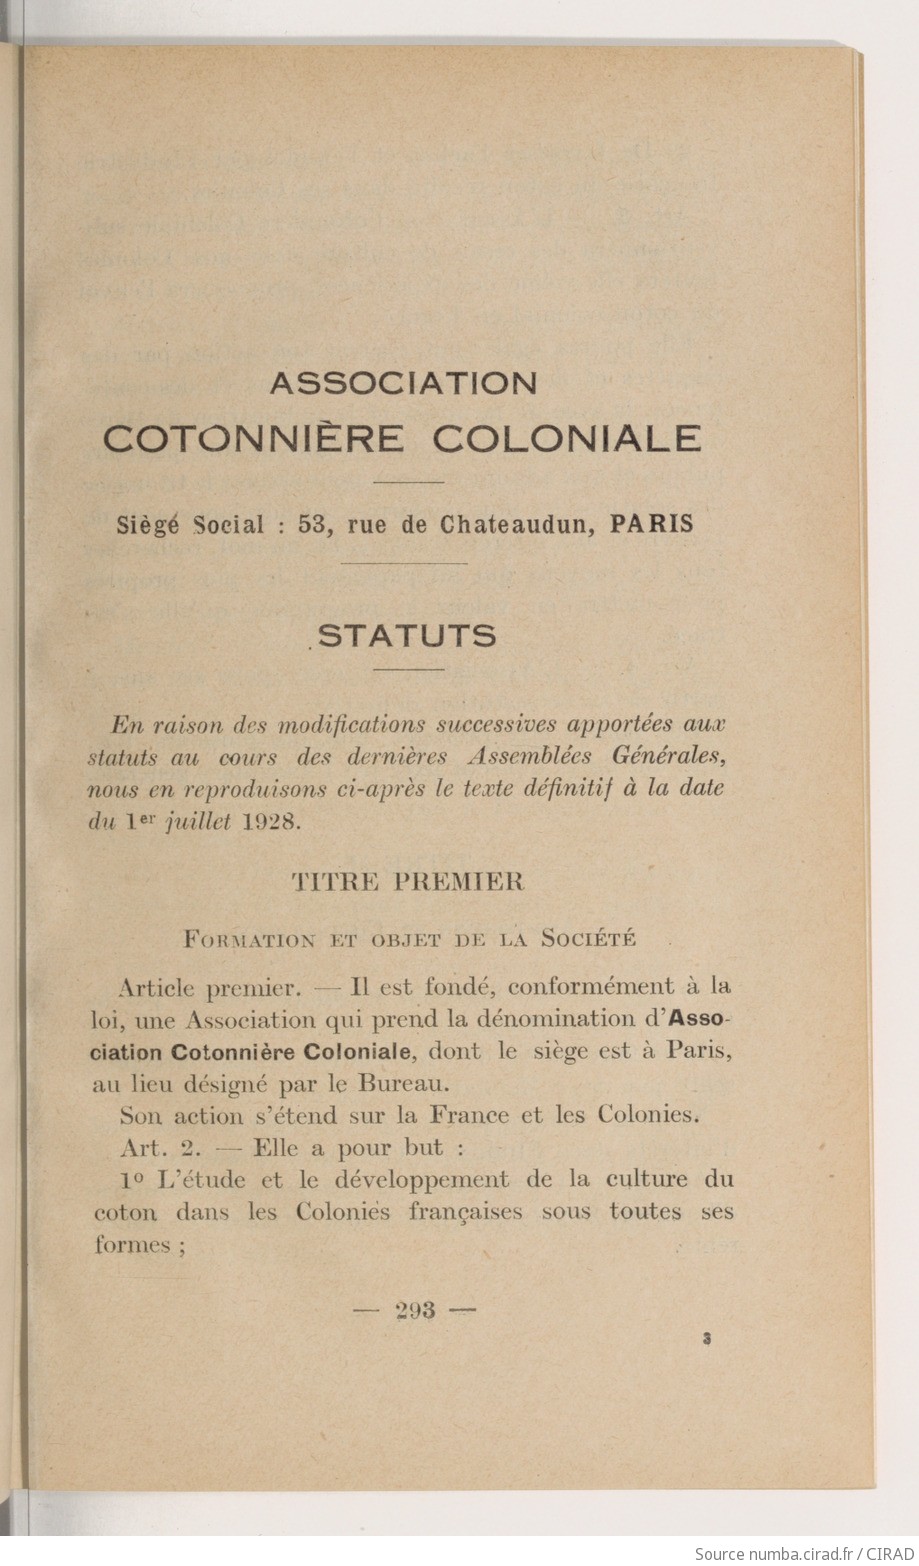 ASSOCIATION
COTONNIÈRE COLONIALE
Siègé Social : 53, rue de Chateaudun, PARIS
STATUTS
En raison des modifications successives apportées aux
statuts au cours des dernières Assemblées Générales,
nous en reproduisons ci-après le texte définitif à la date
du 1er juillet 1928.
TITRE PREMIER
FORMATION ET OBJET DE LA SOCIÉTÉ
Article premier. — Il est fondé, conformément à la
loi, une Association qui prend la dénomination d'Asso-
ciation Cotonnière Coloniale, dont le siège est à Paris,
au lieu désigné par le Bureau.
Son action s'étend sur la France et les Colonies.
Art. 2. — Elle a pour but :
1º L'étude et le développement de la culture du
coton dans les Colonies françaises sous toutes ses
formes ;
— 293 —
3
Source numba.cirad.fr / CIRAD